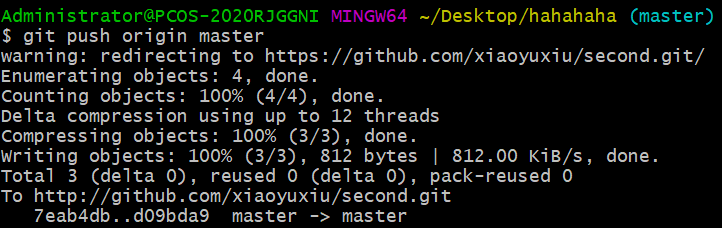 Administrator@PCOS-2020RJGGNI MINGW64 ~/Desktop/hahahaha (master)
$ git push origin master
warning: redirecting to https://github.com/xiaoyuxiu/second.git/
Enumerating objects: 4, done.
Counting objects: 100% (4/4), done.
Delta compression using up to 12 threads
Compressing objects: 100% (3/3), done.
Writing objects: 100% (3/3), 812 bytes | 812.00 KiB/s, done.
Total 3 (delta 0), reused 0 (delta 0), pack-reused 0
To http://github.com/xiaoyuxiu/second.git
   7eab4db..d09bda9  master -> master